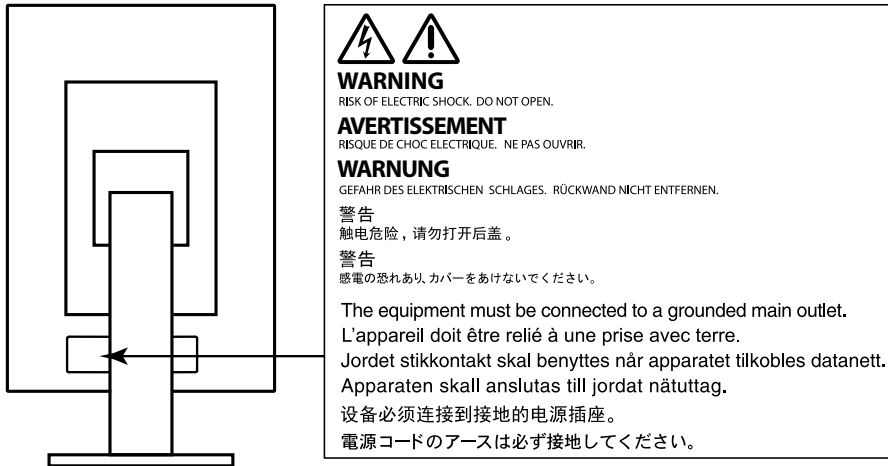 WARNING
RISK OF ELECTRIC SHOCK. DO NOT OPEN.
AVERTISSEMENT
RISQUE DE CHOC ELECTRIQUE. NE PAS OUVRIR.
WARNUNG
GEFAHR DES ELEKTRISCHEN SCHLAGES. RÜCKWAND NICHT ENTFERNEN.
警告
触电危险，请勿打开后盖。
警告
感電の恐れあり、カバーをあけないでください。
The equipment must be connected to a grounded main outlet.
L'appareil doit être relié à une prise avec terre.
Jordet stikkontakt skal benyttes når apparatet tilkobles datanett.
Apparaten skall anslutas till jordat nätuttag.
设备必须连接到接地的电源插座。
電源コードのアースは必ず接地してください。